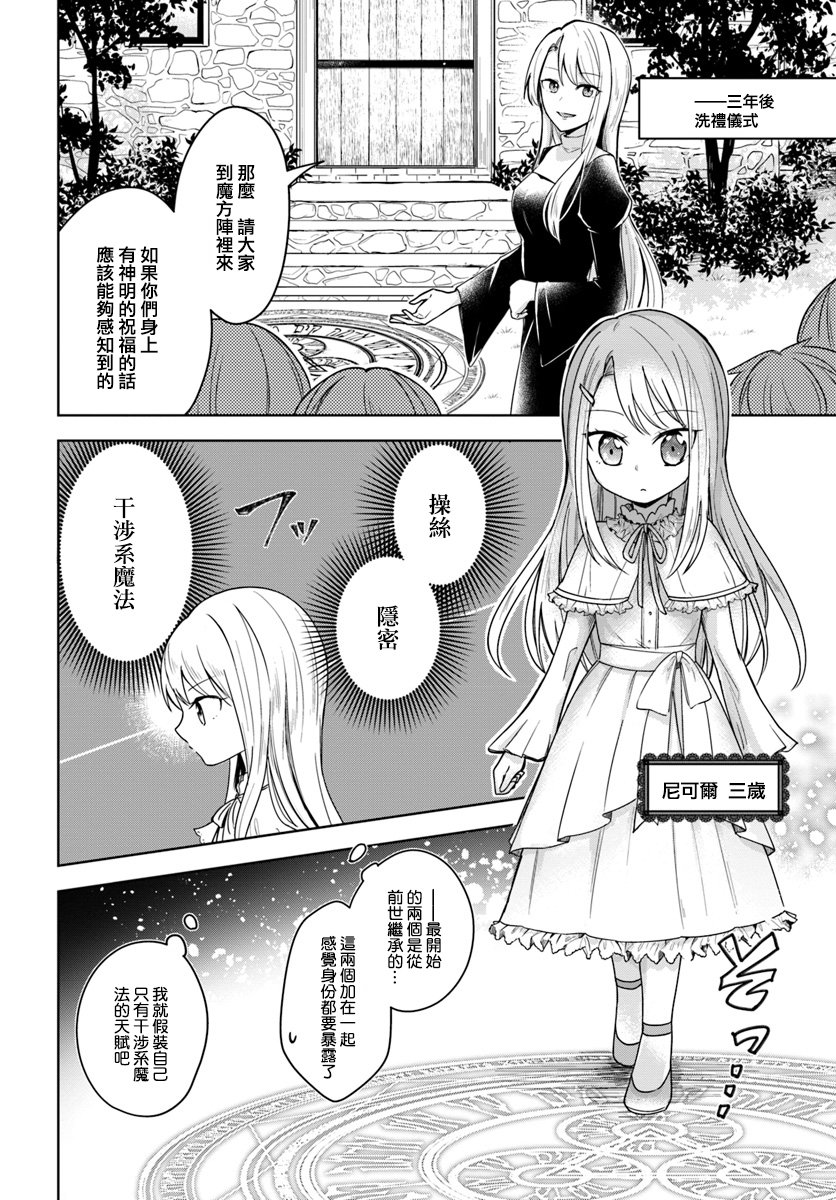 ——三年後
洗禮儀式
那麼 請大家
到魔方陣裡來
如果你們身上
有神明的祝福的話
應該能夠感知到的
尼可爾 三歲
操絲
隱密
フッ
干涉系魔法
そろっ
——最開始
的兩個是從
前世繼承的…
這兩個加在一起
感覺身份都要暴露了
我就假裝自己
只有干涉系魔
法的天賦吧